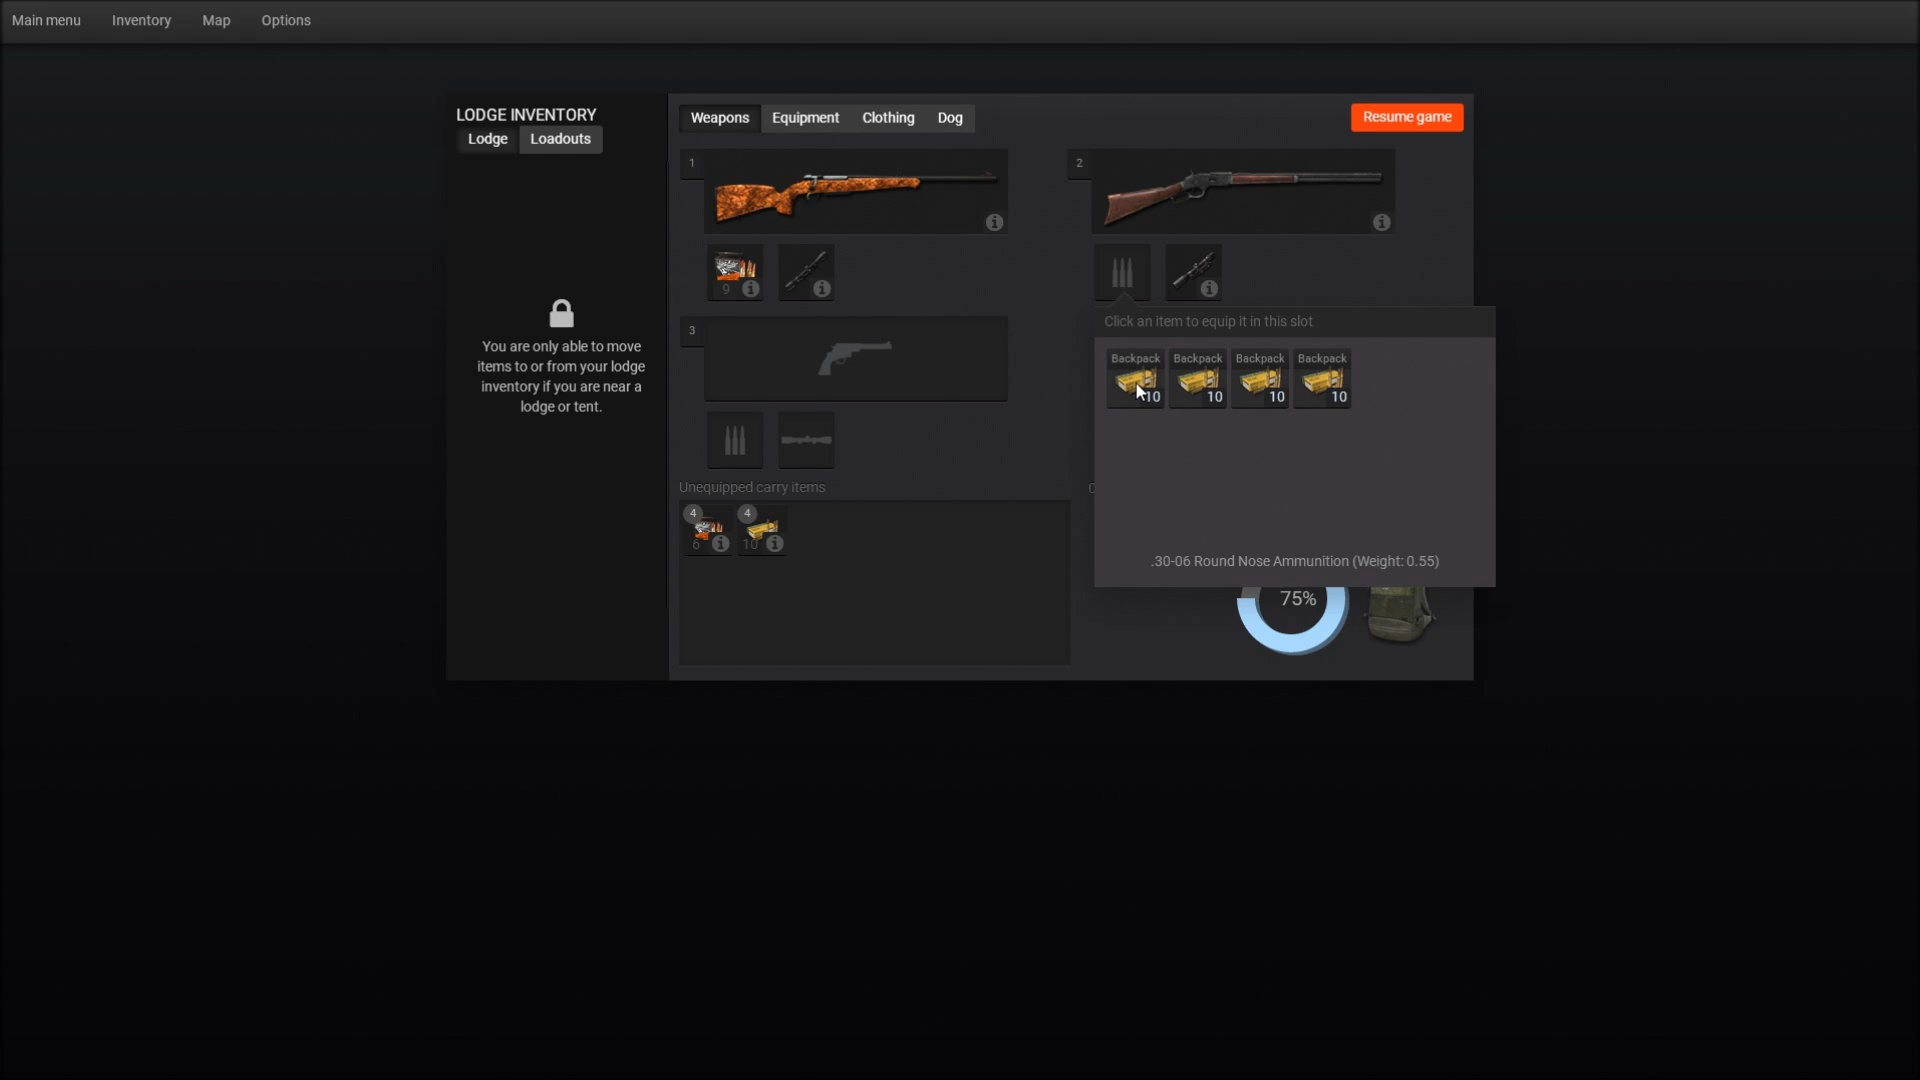 Main menu Inventory Map Options
LODGE INVENTORY
Lodge Loadouts
Weapons Equipment Clothing Dog
Resume game
1
2
9
3
Click an item to equip it in this slot
Backpack Backpack Backpack Backpack
10 10 10 10
You are only able to move
items to or from your lodge
inventory if you are near a
lodge or tent.
Unequipped carry items
4 4
6 10
.30-06 Round Nose Ammunition (Weight: 0.55)
75%